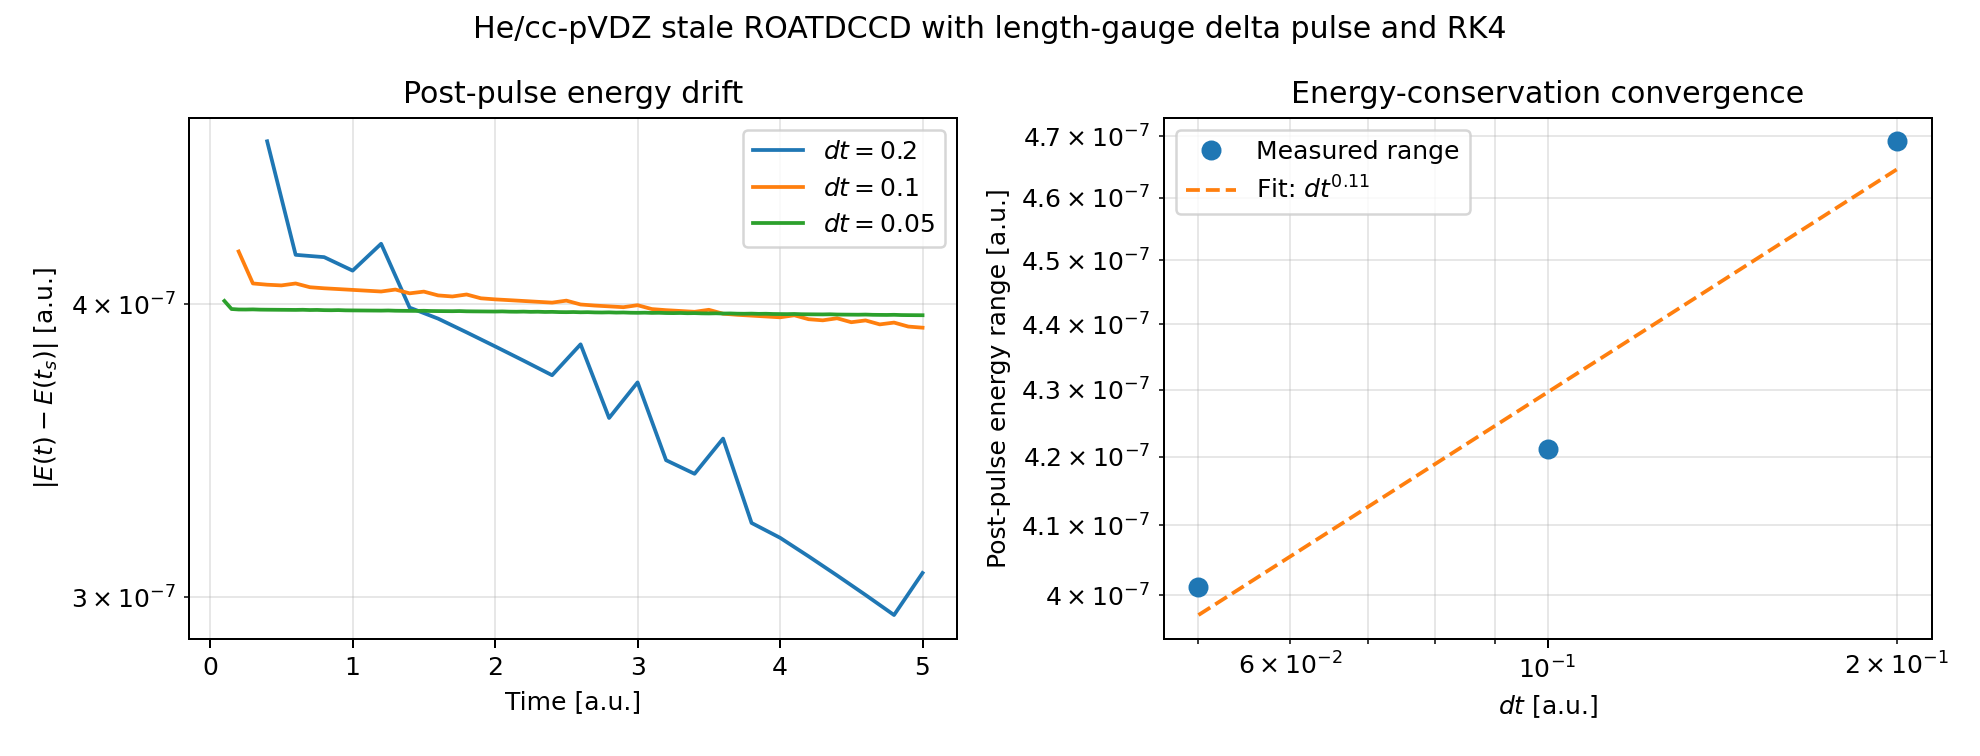 He/cc-pVDZ stale ROATDCCD with length-gauge delta pulse and RK4
Post-pulse energy drift
|E(t) − E(t_s)| [a.u.]
4 × 10⁻⁷
3 × 10⁻⁷
dt = 0.2
dt = 0.1
dt = 0.05
0 1 2 3 4 5
Time [a.u.]
Energy-conservation convergence
Post-pulse energy range [a.u.]
4.7 × 10⁻⁷
4.6 × 10⁻⁷
4.5 × 10⁻⁷
4.4 × 10⁻⁷
4.3 × 10⁻⁷
4.2 × 10⁻⁷
4.1 × 10⁻⁷
4 × 10⁻⁷
Measured range
Fit: dt^0.11
6 × 10⁻² 10⁻¹ 2 × 10⁻¹
dt [a.u.]